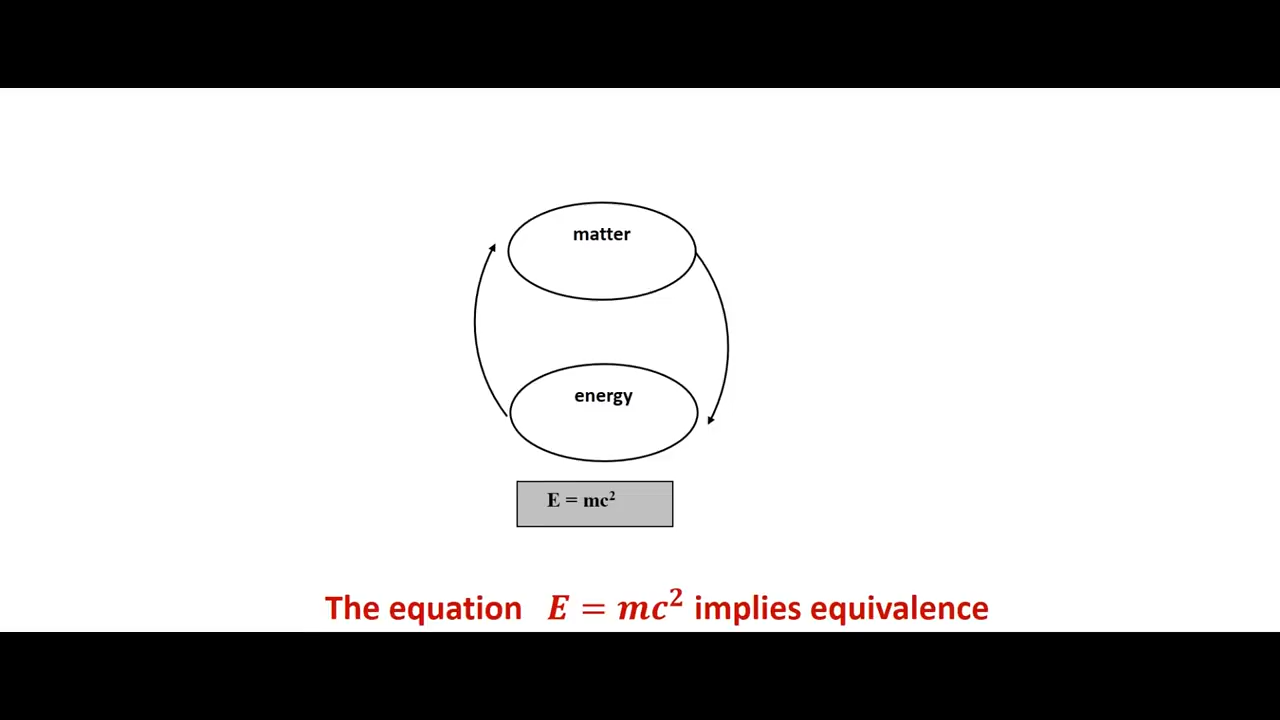 matter
energy
E = mc²
The equation E = mc² implies equivalence